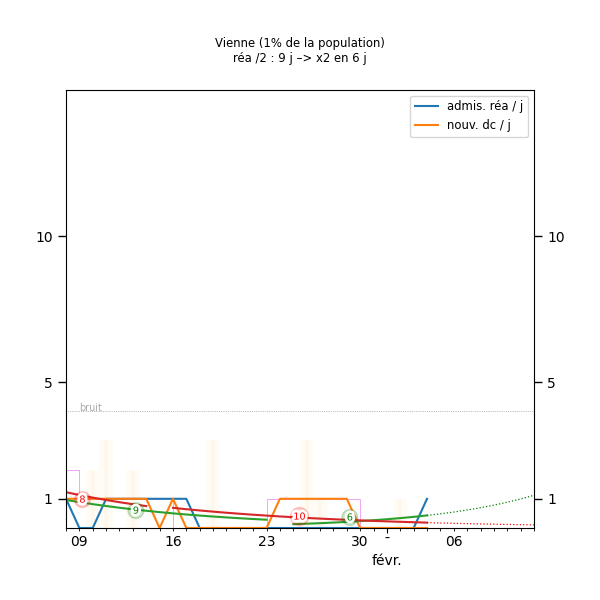 Vienne (1% de la population)
réa /2 : 9 j –> x2 en 6 j
admis. réa / j
nouv. dc / j
10
10
5
5
bruit
1
1
8
9
10
6
09
16
23
30
-
06
févr.